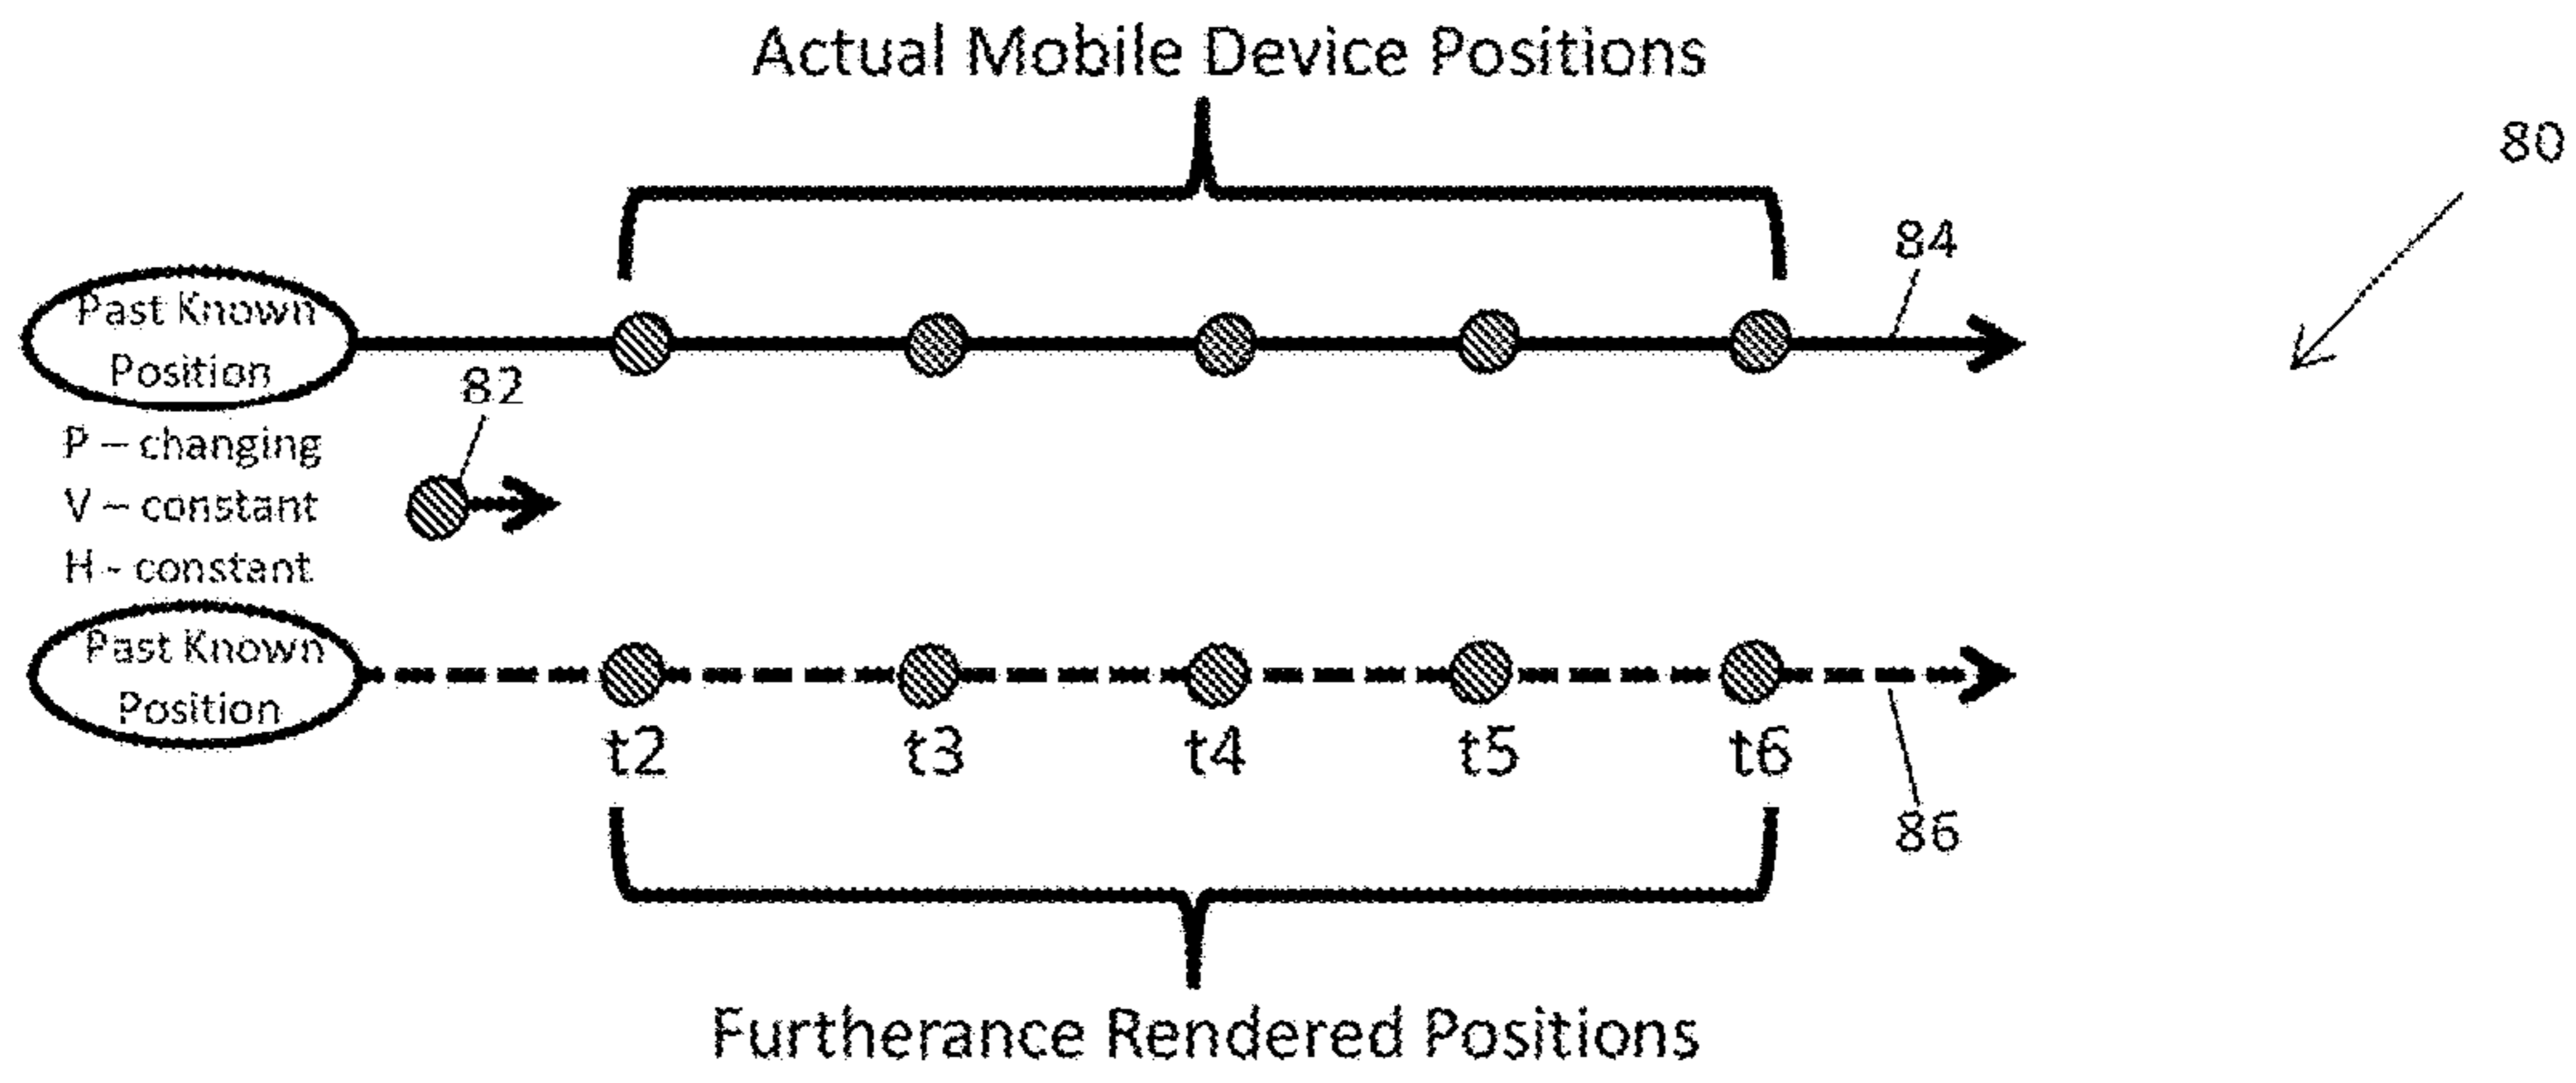 Actual Mobile Device Positions
80
84
Past Known
Position
82
P – changing
V – constant
H - constant
Past Known
Position
t2 t3 t4 t5 t6
86
Furtherance Rendered Positions